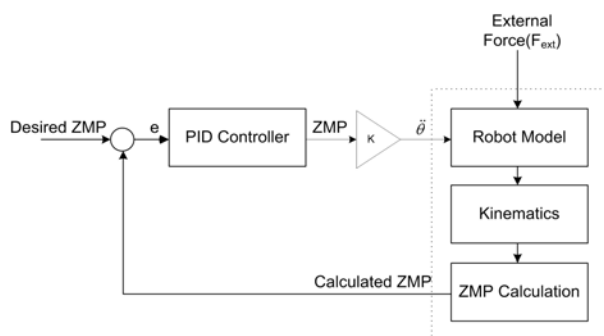 External
Force(Fext)
Desired ZMP
e
PID Controller
ZMP
K
θ̈
Robot Model
Kinematics
Calculated ZMP
ZMP Calculation